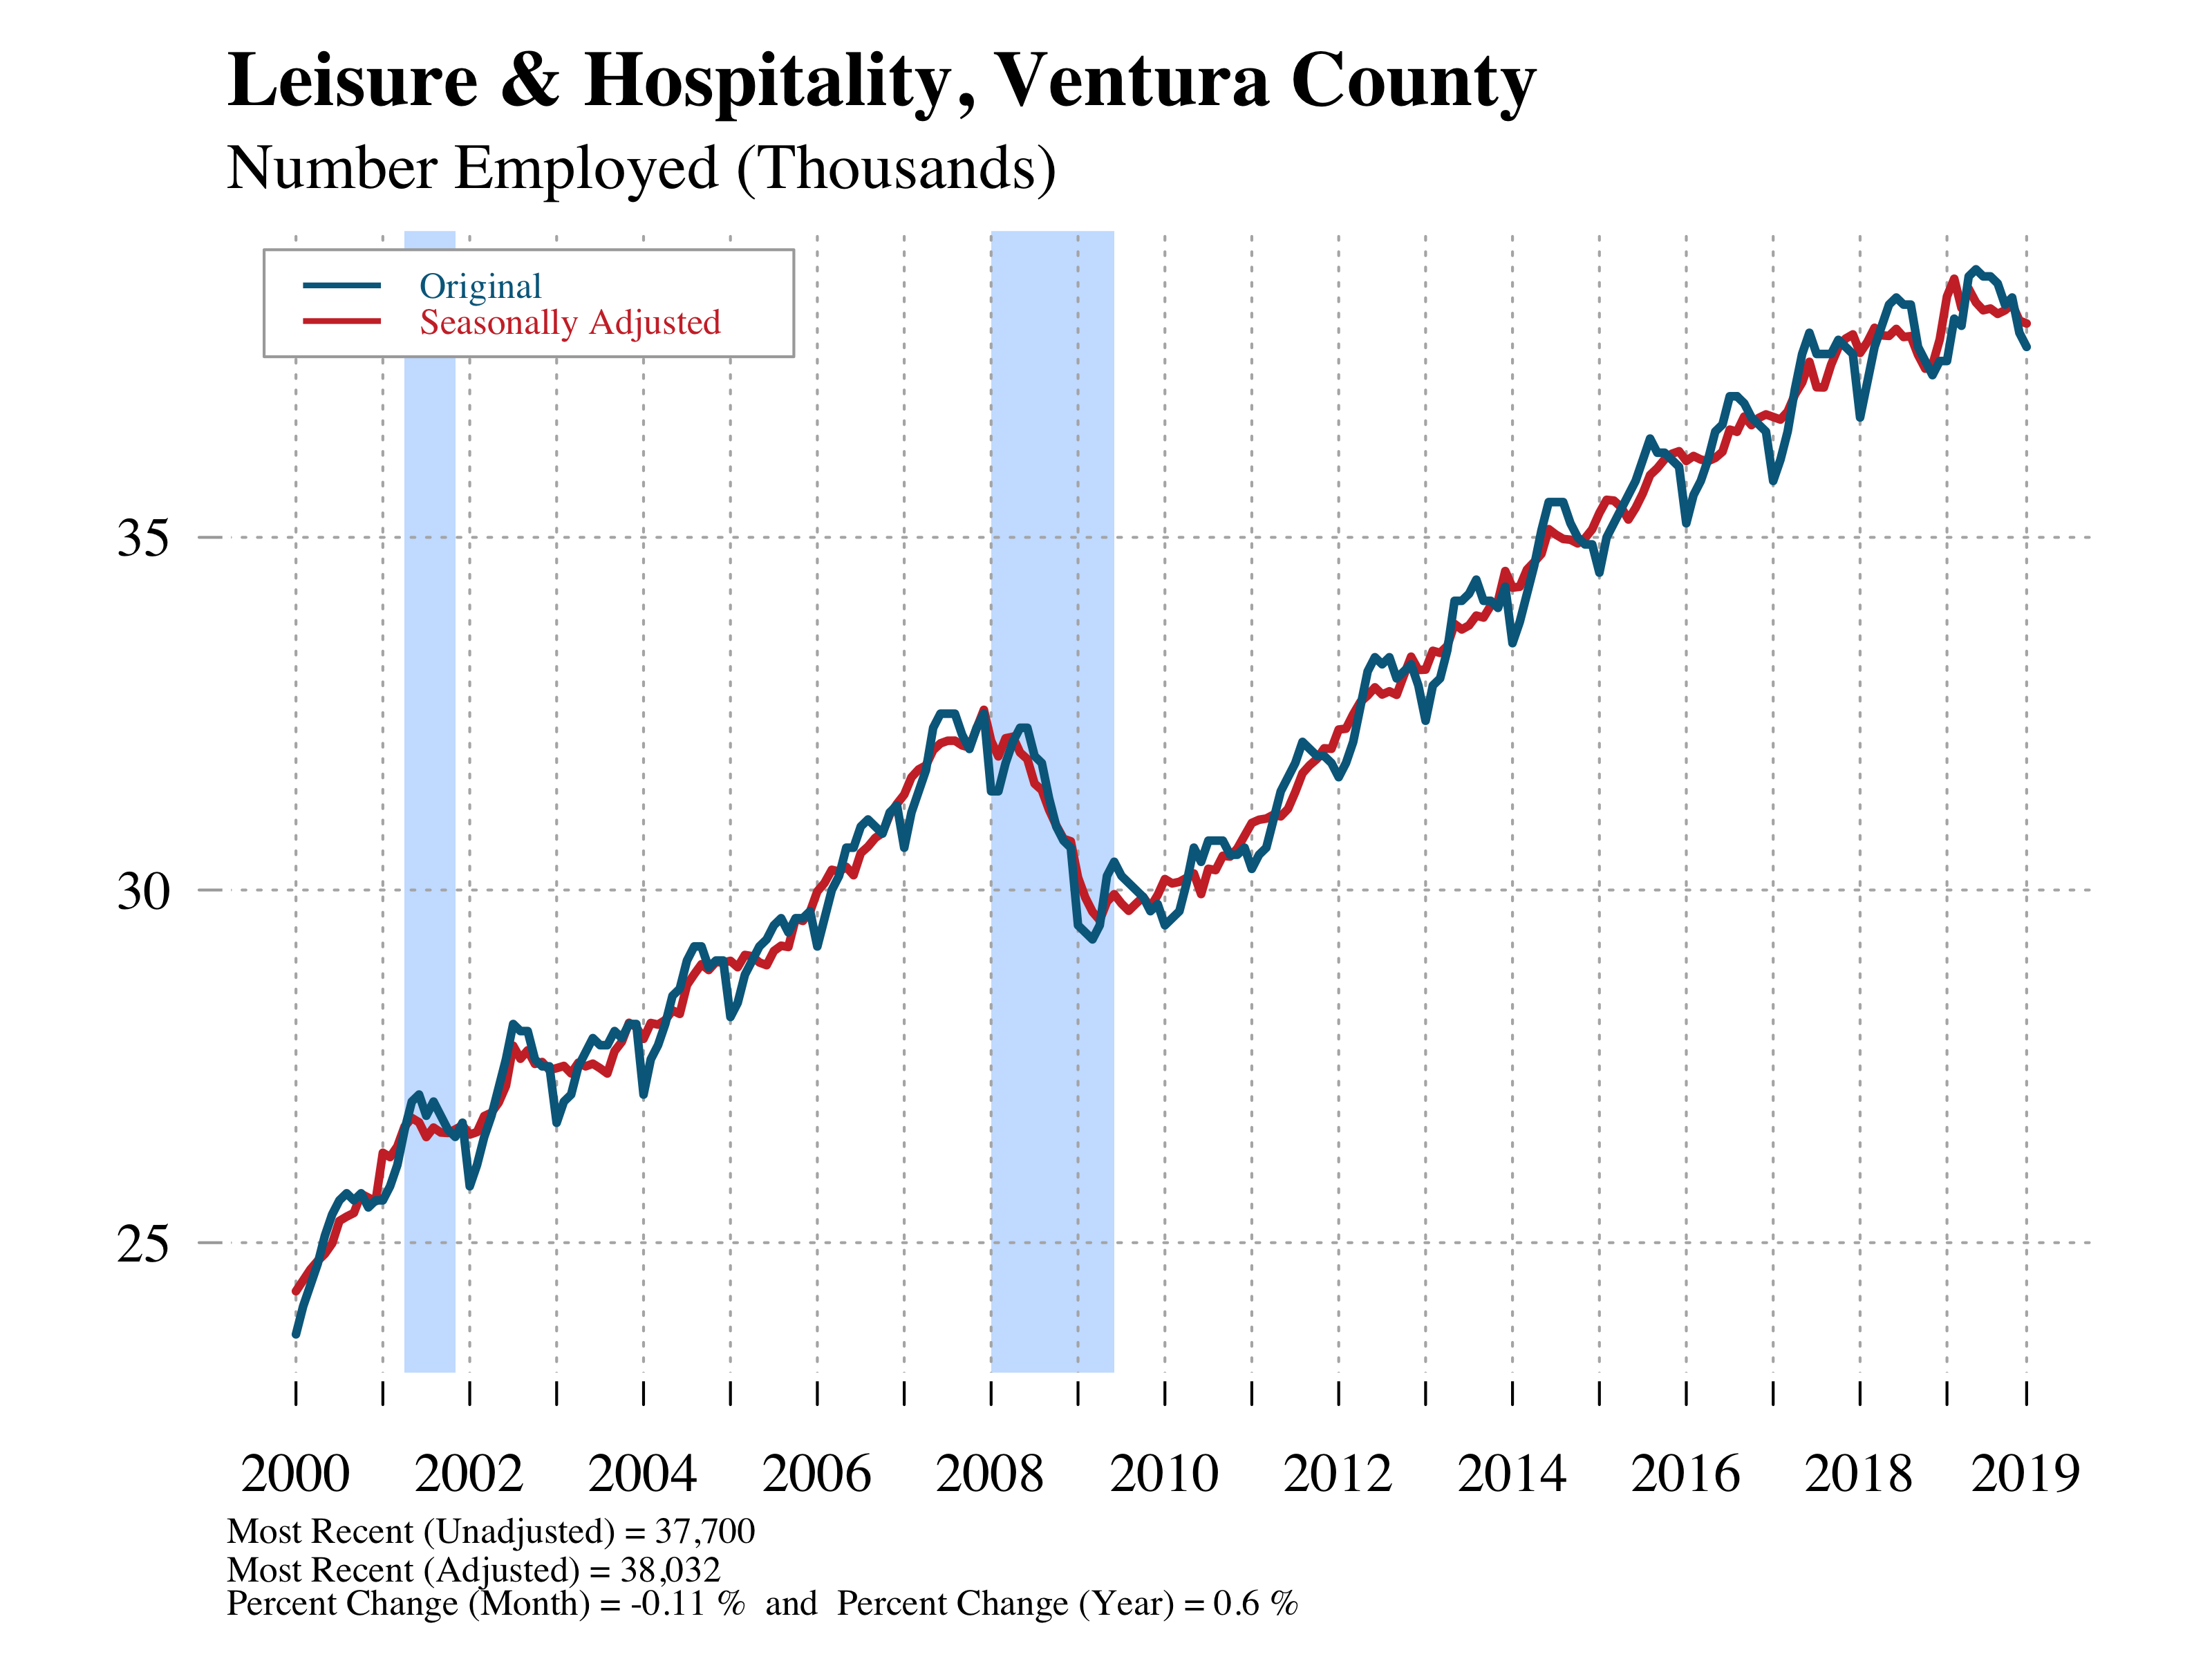 Leisure & Hospitality, Ventura County
Number Employed (Thousands)
Original
Seasonally Adjusted
35
30
25
2000 2002 2004 2006 2008 2010 2012 2014 2016 2018 2019
Most Recent (Unadjusted) = 37,700
Most Recent (Adjusted) = 38,032
Percent Change (Month) = -0.11 % and Percent Change (Year) = 0.6 %